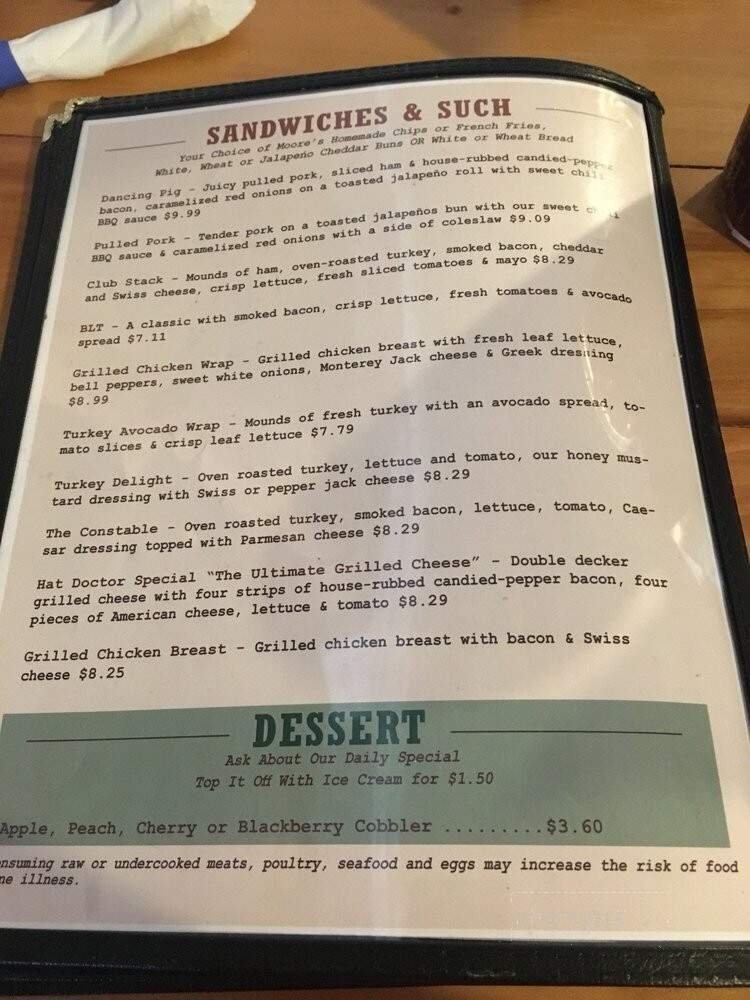 SANDWICHES & SUCH
Your Choice of Moore's Homemade Chips or French Fries,
White, Wheat or Jalapeño Cheddar Buns OR White or Wheat Bread
Dancing Pig - Juicy pulled pork, sliced ham & house-rubbed candied-pepper
bacon, caramelized red onions on a toasted jalapeño roll with sweet chili
BBQ sauce $9.99
Pulled Pork - Tender pork on a toasted jalapeños bun with our sweet
BBQ sauce & caramelized red onions with a side of coleslaw $9.09
Club Stack - Mounds of ham, oven-roasted turkey, smoked bacon, cheddar
and Swiss cheese, crisp lettuce, fresh sliced tomatoes & mayo $8.29
BLT - A classic with smoked bacon, crisp lettuce, fresh tomatoes & avocado
spread $7.11
Grilled Chicken Wrap - Grilled chicken breast with fresh leaf lettuce,
bell peppers, sweet white onions, Monterey Jack cheese & Greek dressing
$8.99
Turkey Avocado Wrap - Mounds of fresh turkey with an avocado spread, to-
mato slices & crisp leaf lettuce $7.79
Turkey Delight - Oven roasted turkey, lettuce and tomato, our honey mus-
tard dressing with Swiss or pepper jack cheese $8.29
The Constable - Oven roasted turkey, smoked bacon, lettuce, tomato, Cae-
sar dressing topped with Parmesan cheese $8.29
Hat Doctor Special "The Ultimate Grilled Cheese" - Double decker
grilled cheese with four strips of house-rubbed candied-pepper bacon, four
pieces of American cheese, lettuce & tomato $8.29
Grilled Chicken Breast - Grilled chicken breast with bacon & Swiss
cheese $8.25
DESSERT
Ask About Our Daily Special
Top It Off With Ice Cream for $1.50
Apple, Peach, Cherry or Blackberry Cobbler .........$3.60
nsuming raw or undercooked meats, poultry, seafood and eggs may increase the risk of food
ne illness.